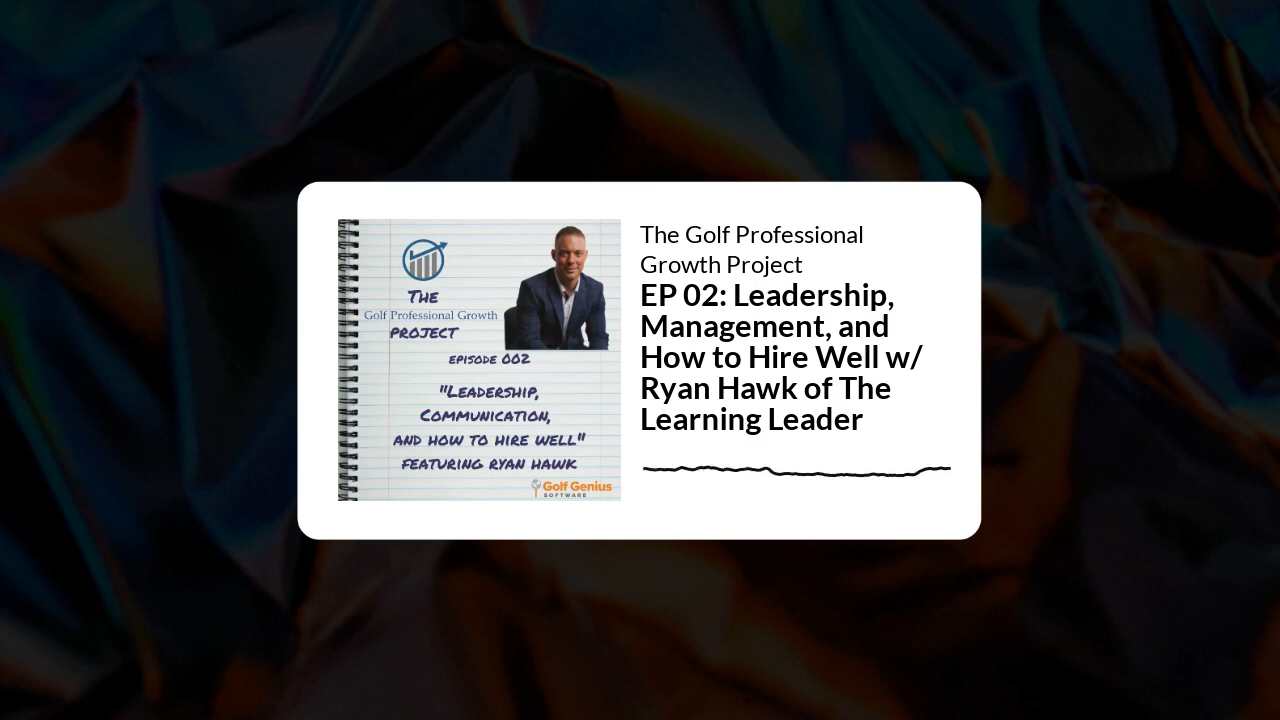 The
Golf Professional Growth
Project
Episode 002
"Leadership,
Communication,
and how to hire well"
featuring Ryan Hawk
Golf Genius
SOFTWARE
The Golf Professional
Growth Project
EP 02: Leadership,
Management, and
How to Hire Well w/
Ryan Hawk of The
Learning Leader